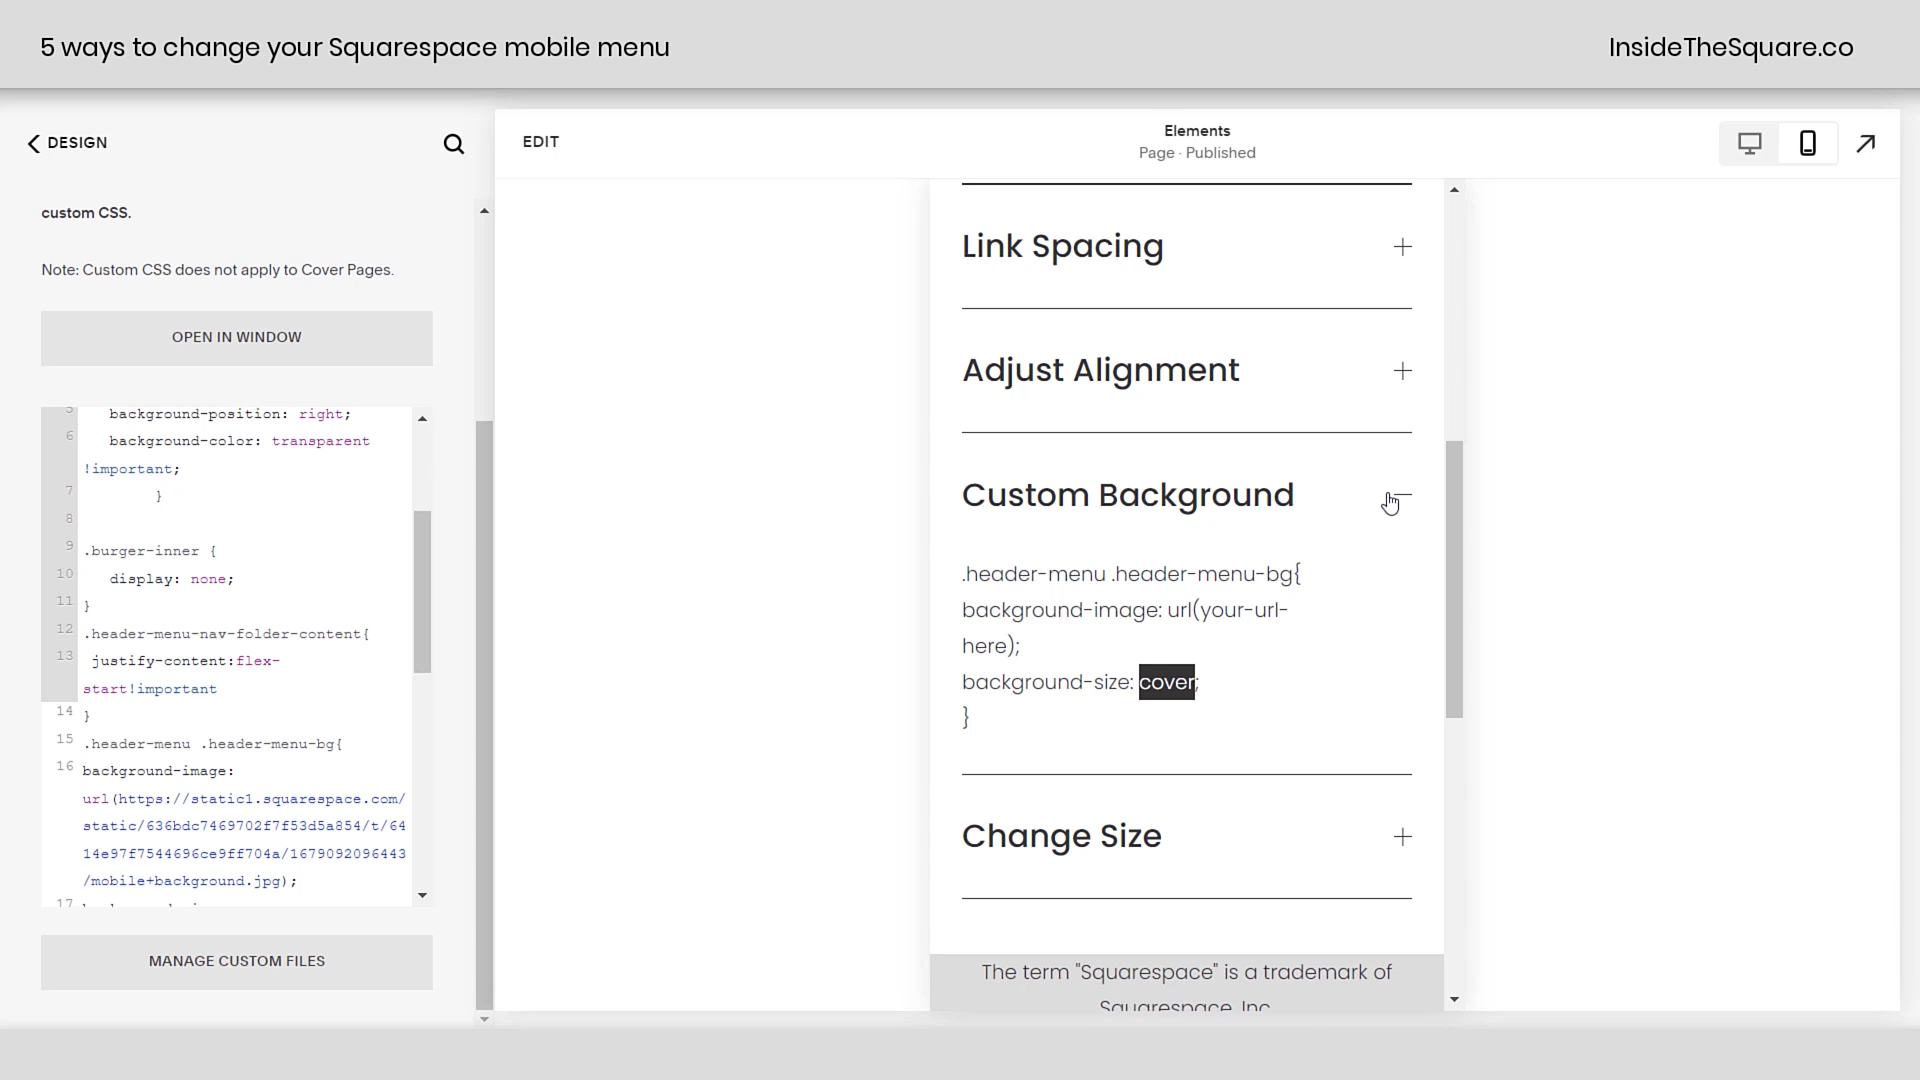 5 ways to change your Squarespace mobile menu
InsideTheSquare.co
DESIGN
custom CSS.
Note: Custom CSS does not apply to Cover Pages.
OPEN IN WINDOW
5 background-position: right;
6 background-color: transparent
!important;
7 }
8
9 .burger-inner {
10 display: none;
11 }
12 .header-menu-nav-folder-content{
13 justify-content:flex-
start!important
14 }
15 .header-menu .header-menu-bg{
16 background-image:
url(https://static1.squarespace.com/
static/636bdc7469702f7f53d5a854/t/64
14e97f7544696ce9ff704a/1679092096443
/mobile+background.jpg);
17
MANAGE CUSTOM FILES
EDIT
Elements
Page · Published
Link Spacing
Adjust Alignment
Custom Background
.header-menu .header-menu-bg{
background-image: url(your-url-
here);
background-size: cover;
}
Change Size
The term "Squarespace" is a trademark of
Squarespace, Inc.